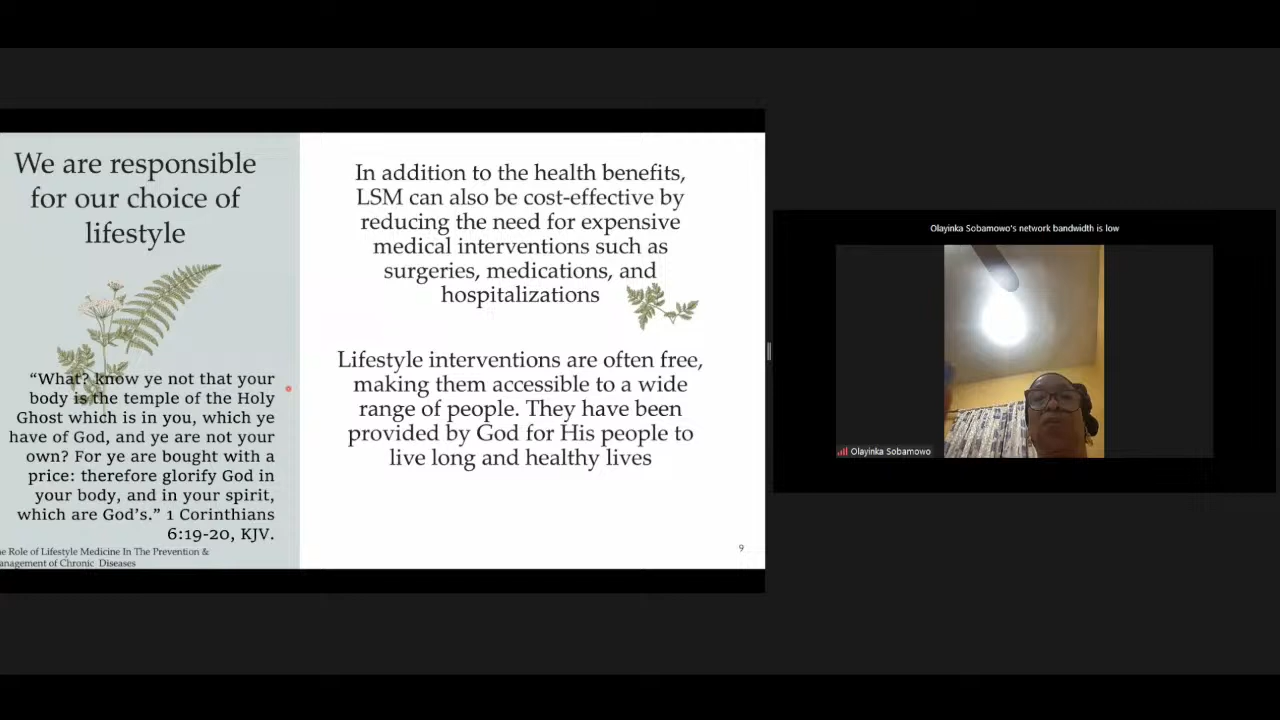 We are responsible
for our choice of
lifestyle
“What? know ye not that your
body is the temple of the Holy
Ghost which is in you, which ye
have of God, and ye are not your
own? For ye are bought with a
price: therefore glorify God in
your body, and in your spirit,
which are God’s.” 1 Corinthians
6:19-20, KJV.
e Role of Lifestyle Medicine In The Prevention &
anagement of Chronic Diseases
In addition to the health benefits,
LSM can also be cost-effective by
reducing the need for expensive
medical interventions such as
surgeries, medications, and
hospitalizations
Lifestyle interventions are often free,
making them accessible to a wide
range of people. They have been
provided by God for His people to
live long and healthy lives
9
Olayinka Sobamowo's network bandwidth is low
Olayinka Sobamowo